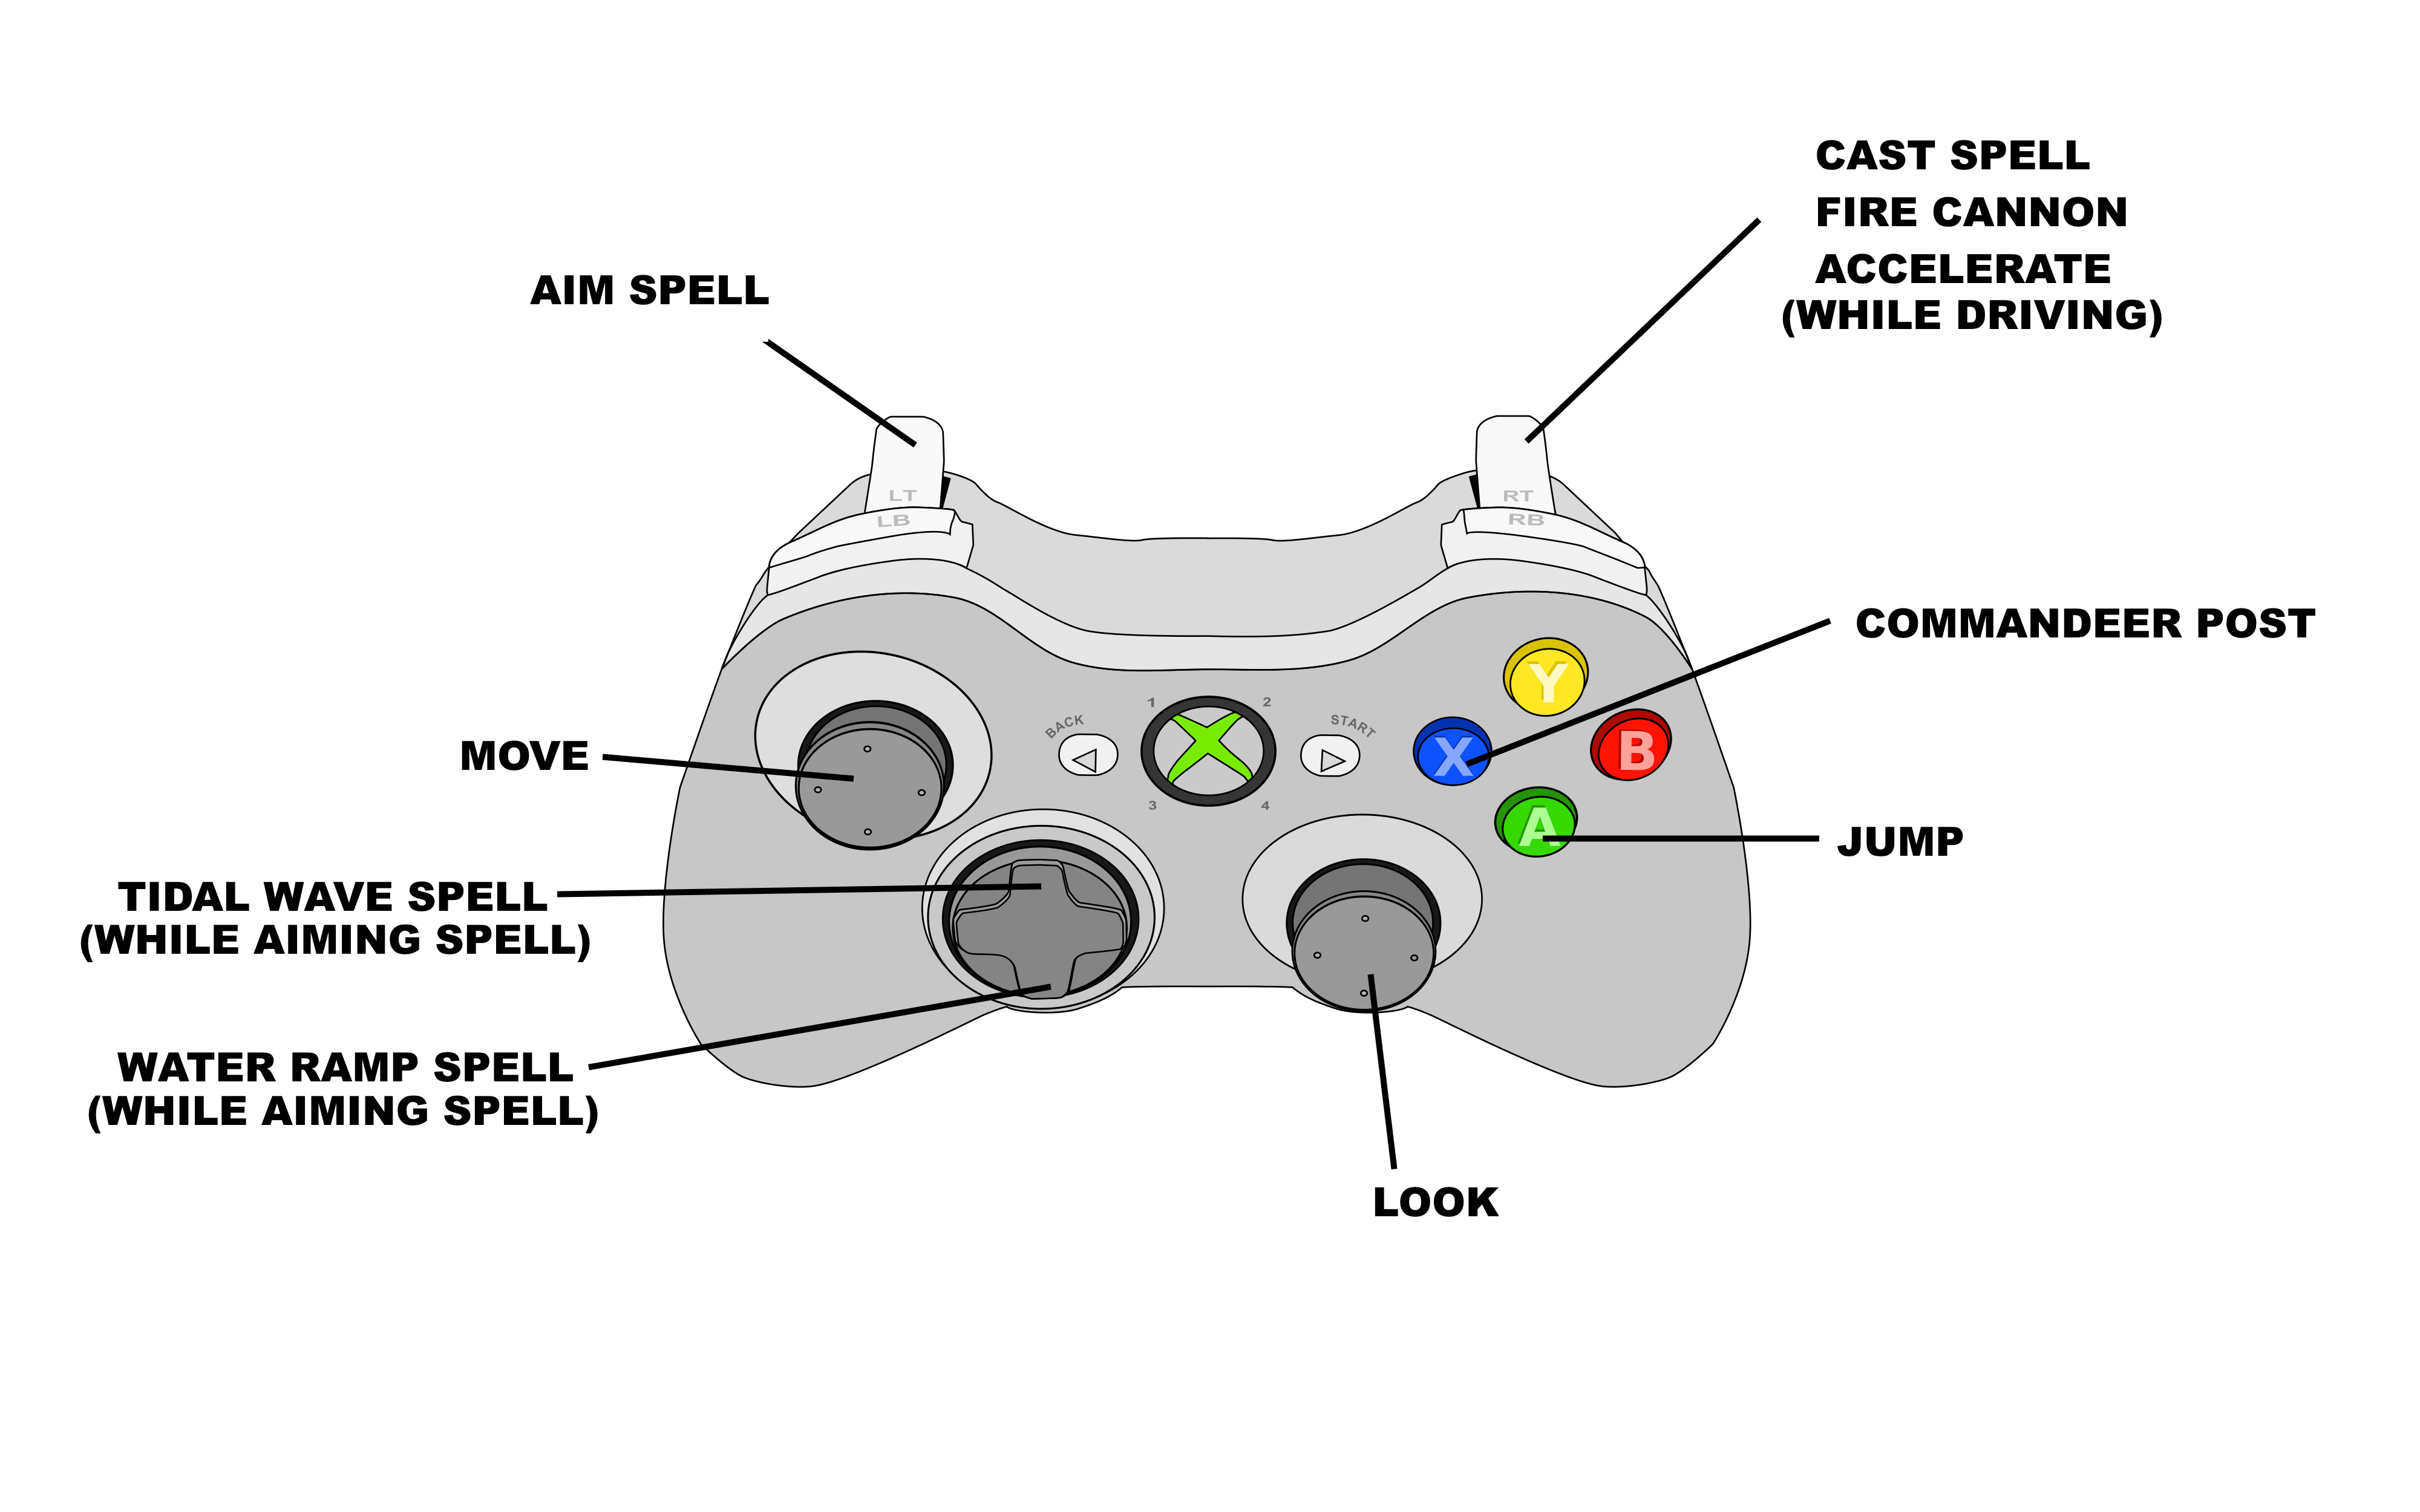 CAST SPELL
FIRE CANNON
ACCELERATE
(WHILE DRIVING)
AIM SPELL
LT
LB
RT
RB
COMMANDEER POST
MOVE
BACK
1
2
3
4
START
Y
X
B
A
JUMP
TIDAL WAVE SPELL
(WHILE AIMING SPELL)
WATER RAMP SPELL
(WHILE AIMING SPELL)
LOOK